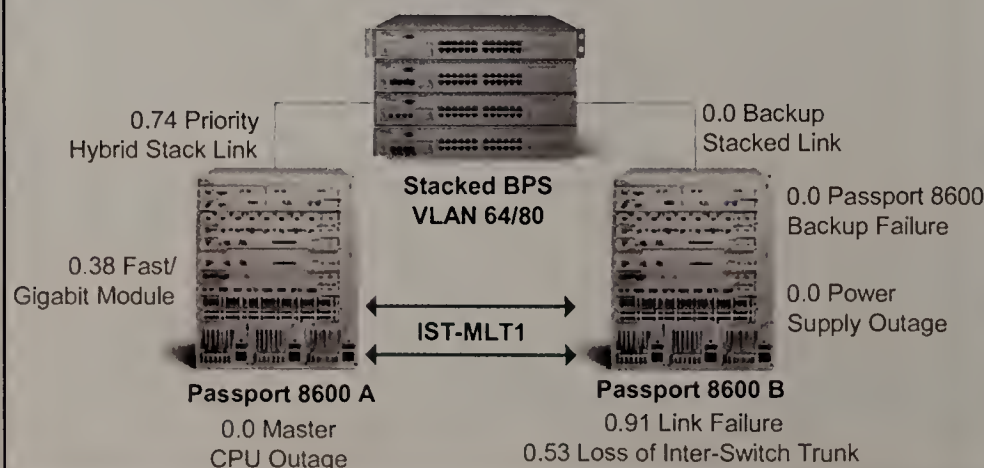 0.74 Priority
Hybrid Stack Link
0.0 Backup
Stacked Link
Stacked BPS
VLAN 64/80
0.0 Passport 8600
Backup Failure
0.38 Fast/
Gigabit Module
0.0 Power
Supply Outage
IST-MLT1
Passport 8600 A
Passport 8600 B
0.0 Master
CPU Outage
0.91 Link Failure
0.53 Loss of Inter-Switch Trunk